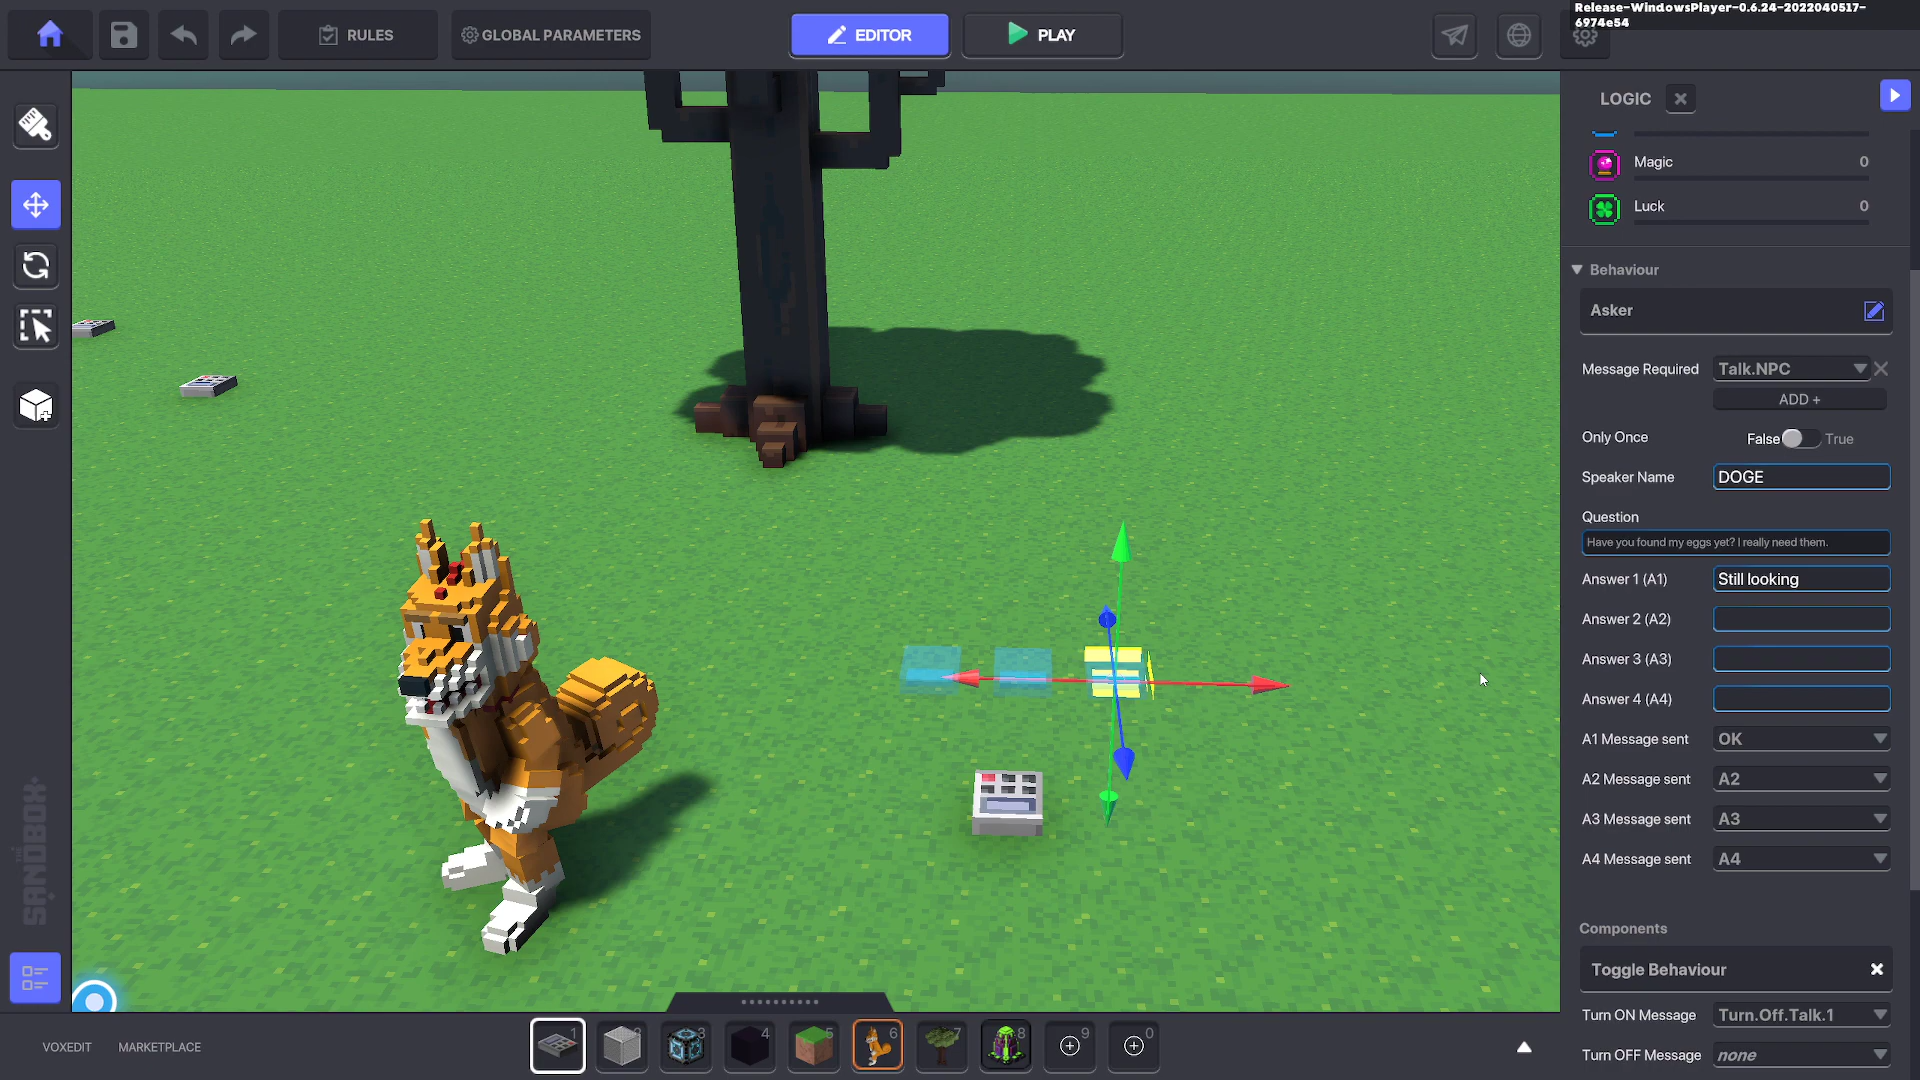 Release-WindowsPlayer-0.6.24-2022040517-
6974e54
RULES
GLOBAL PARAMETERS
EDITOR
PLAY
LOGIC
Magic 0
Luck 0
Behaviour
Asker
Message Required Talk.NPC
ADD +
Only Once False True
Speaker Name DOGE
Question
Have you found my eggs yet? I really need them.
Answer 1 (A1) Still looking
Answer 2 (A2)
Answer 3 (A3)
Answer 4 (A4)
A1 Message sent OK
A2 Message sent A2
A3 Message sent A3
A4 Message sent A4
Components
Toggle Behaviour
Turn ON Message Turn.Off.Talk.1
Turn OFF Message none
THE SANDBOX
VOXEDIT MARKETPLACE
1 2 3 4 5 6 7 8 9 0